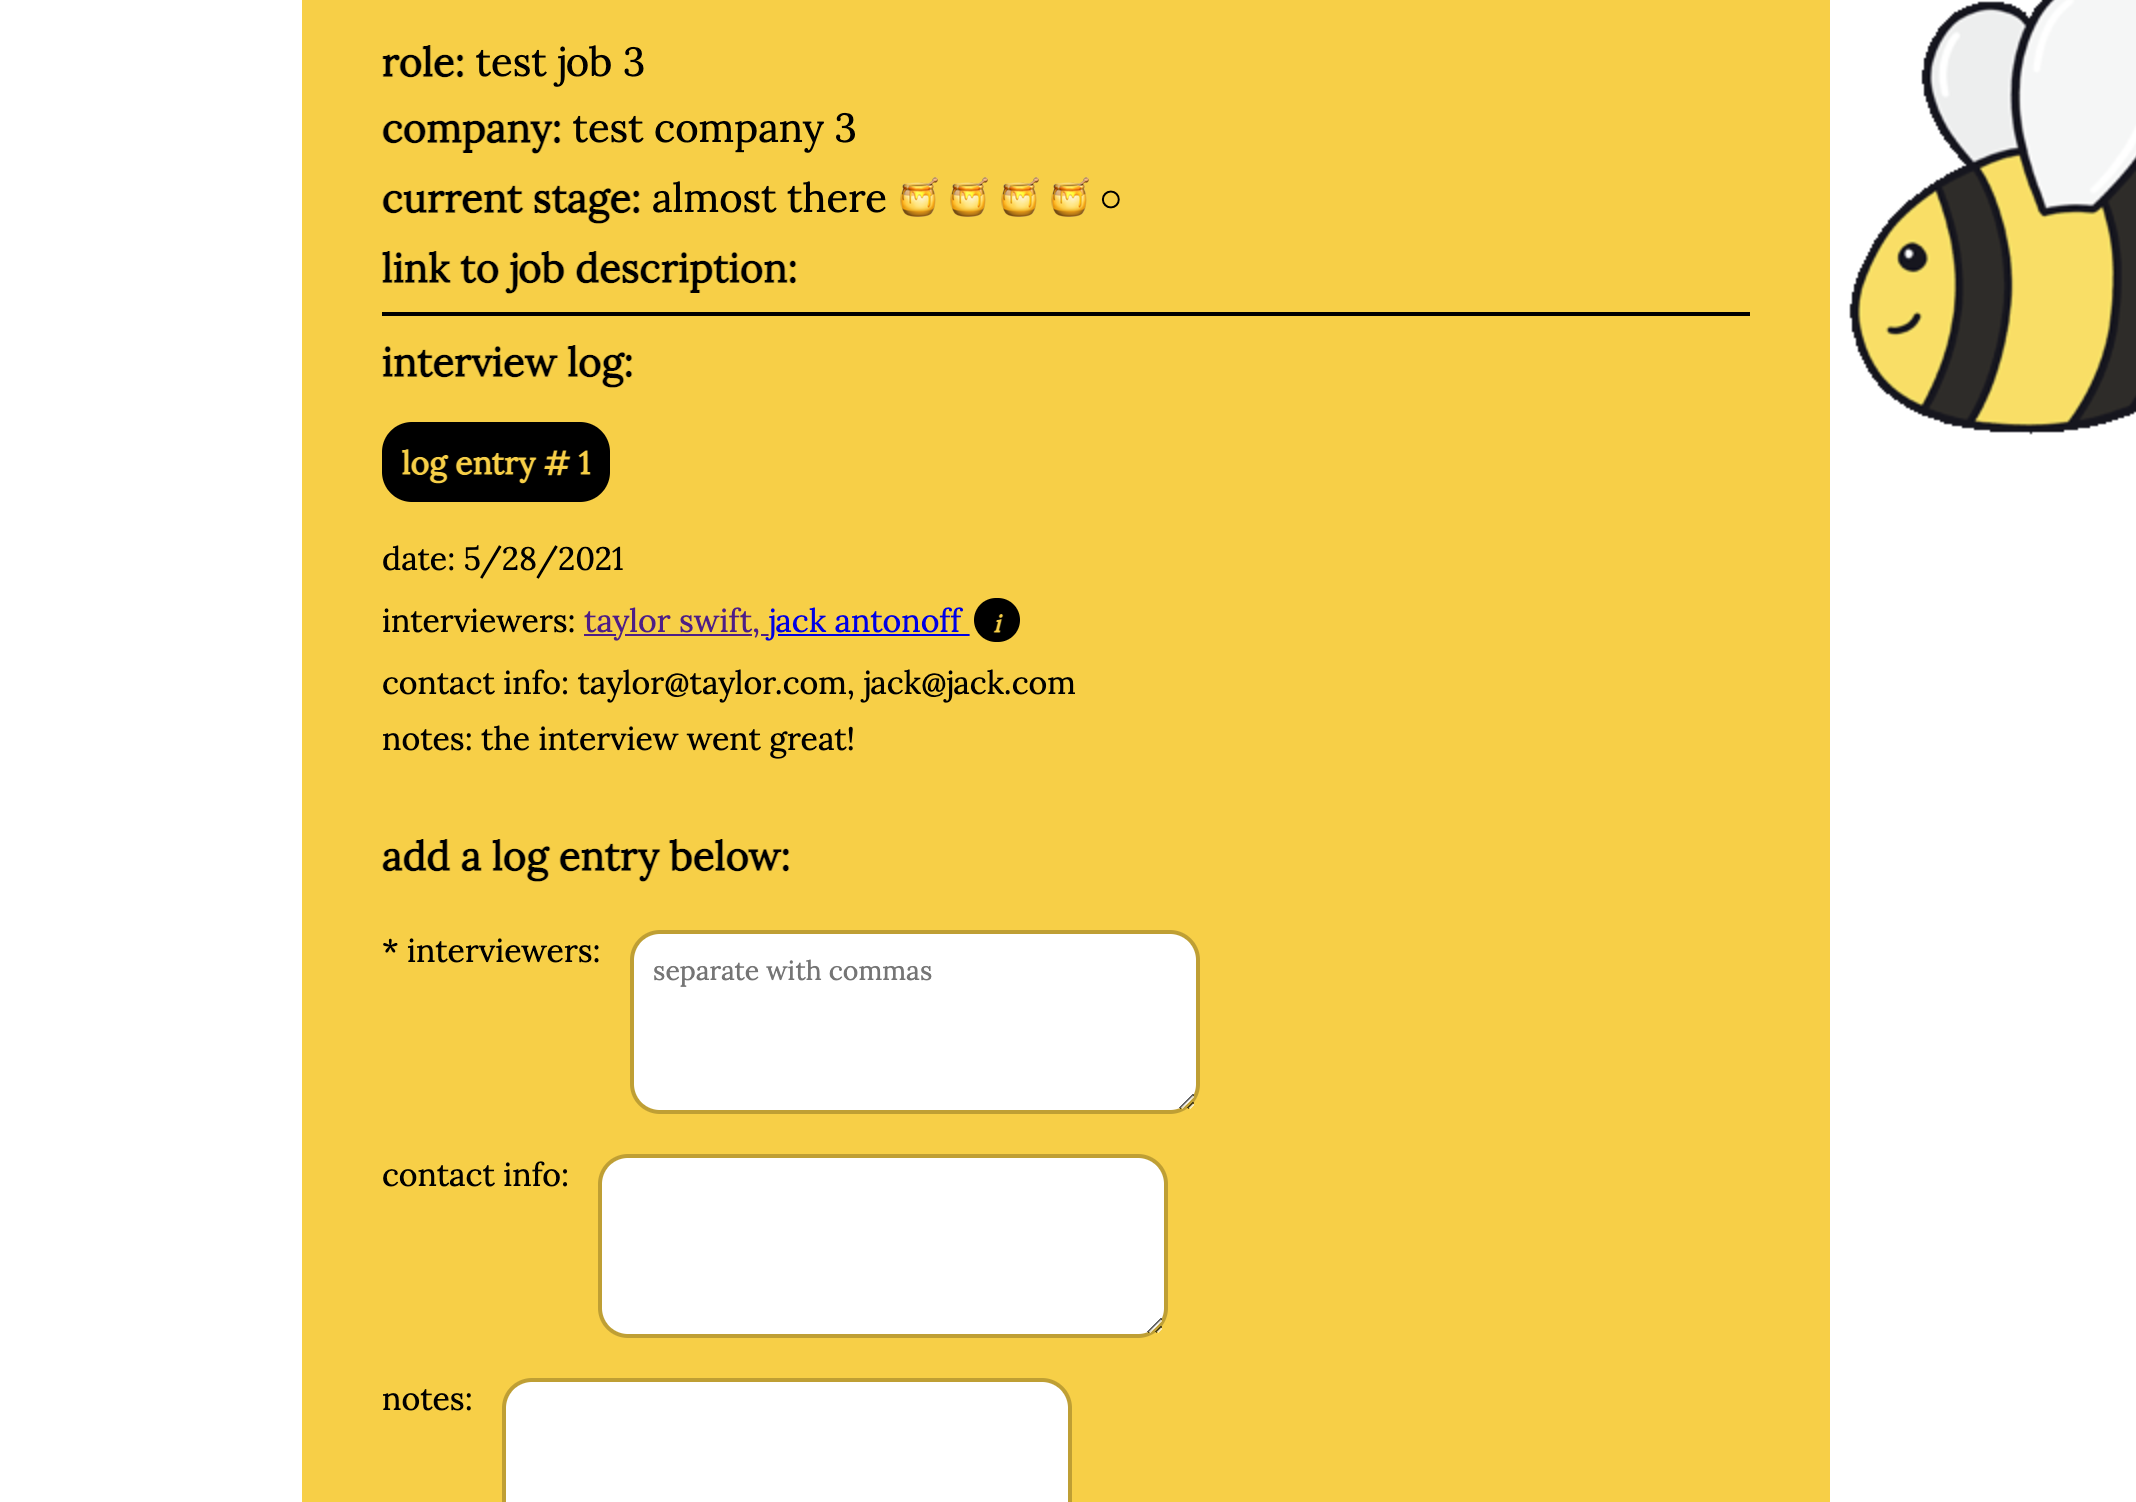 role: test job 3
company: test company 3
current stage: almost there 🍯 🍯 🍯 🍯 ○
link to job description:
interview log:
log entry # 1
date: 5/28/2021
interviewers: taylor swift, jack antonoff i
contact info: taylor@taylor.com, jack@jack.com
notes: the interview went great!
add a log entry below:
* interviewers:
separate with commas
contact info:
notes: